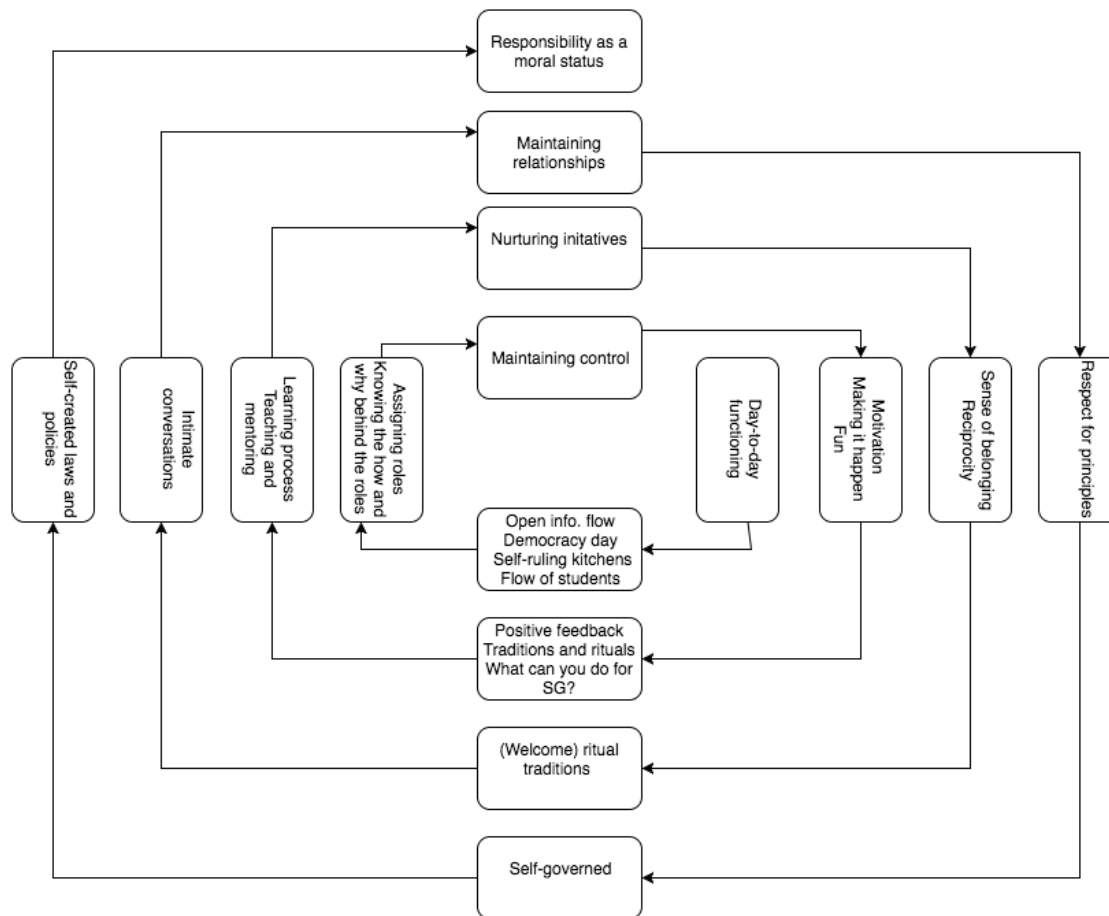 Responsibility as a
moral status
Maintaining
relationships
Nurturing initatives
Maintaining control
Self-created laws and
policies
Intimate
conversations
Learning process
Teaching and
mentoring
Assigning roles
Knowing the how and
why behind the roles
Day-to-day
functioning
Motivation
Making it happen
Fun
Sense of belonging
Reciprocity
Respect for principles
Open info. flow
Democracy day
Self-ruling kitchens
Flow of students
Positive feedback
Traditions and rituals
What can you do for
SG?
(Welcome) ritual
traditions
Self-governed